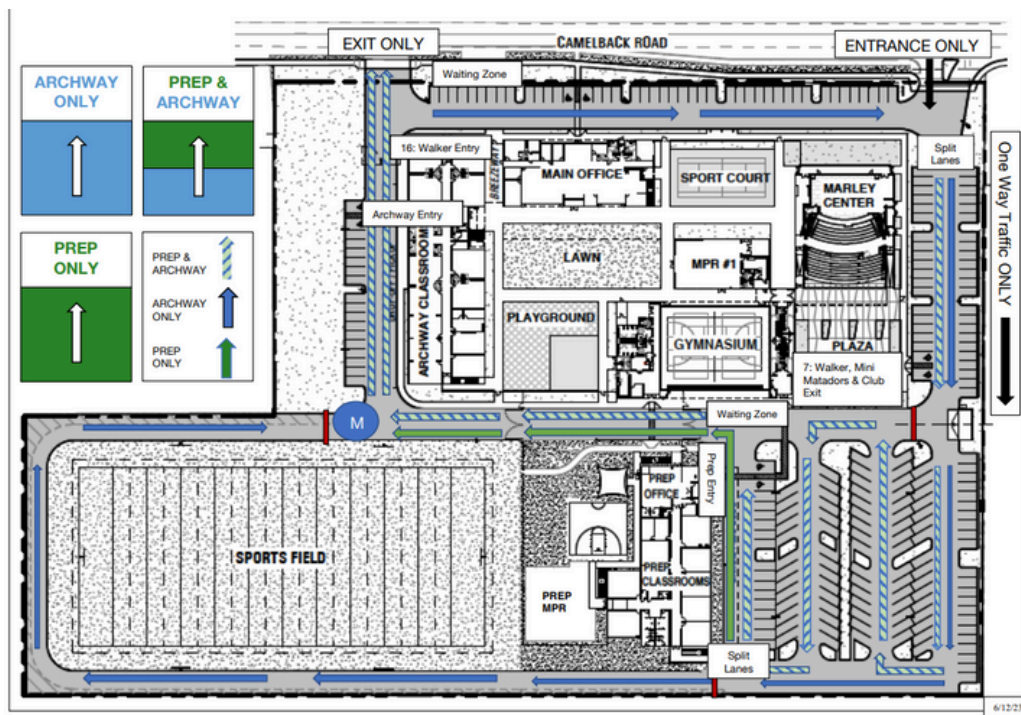 EXIT ONLY
CAMELBACK ROAD
ENTRANCE ONLY
Waiting Zone
ARCHWAY
ONLY
PREP &
ARCHWAY
PREP
ONLY
PREP &
ARCHWAY
ARCHWAY
ONLY
PREP
ONLY
16: Walker Entry
BREEZEWAY
MAIN OFFICE
SPORT COURT
MARLEY
CENTER
Split
Lanes
One Way Traffic ONLY
Archway Entry
ARCHWAY CLASSROOM
LAWN
MPR #1
PLAYGROUND
GYMNASIUM
PLAZA
7: Walker, Mini
Matadors & Club
Exit
M
Waiting Zone
Prep Entry
PREP
OFFICE
PREP
CLASSROOMS
PREP
MPR
SPORTS FIELD
Split
Lanes